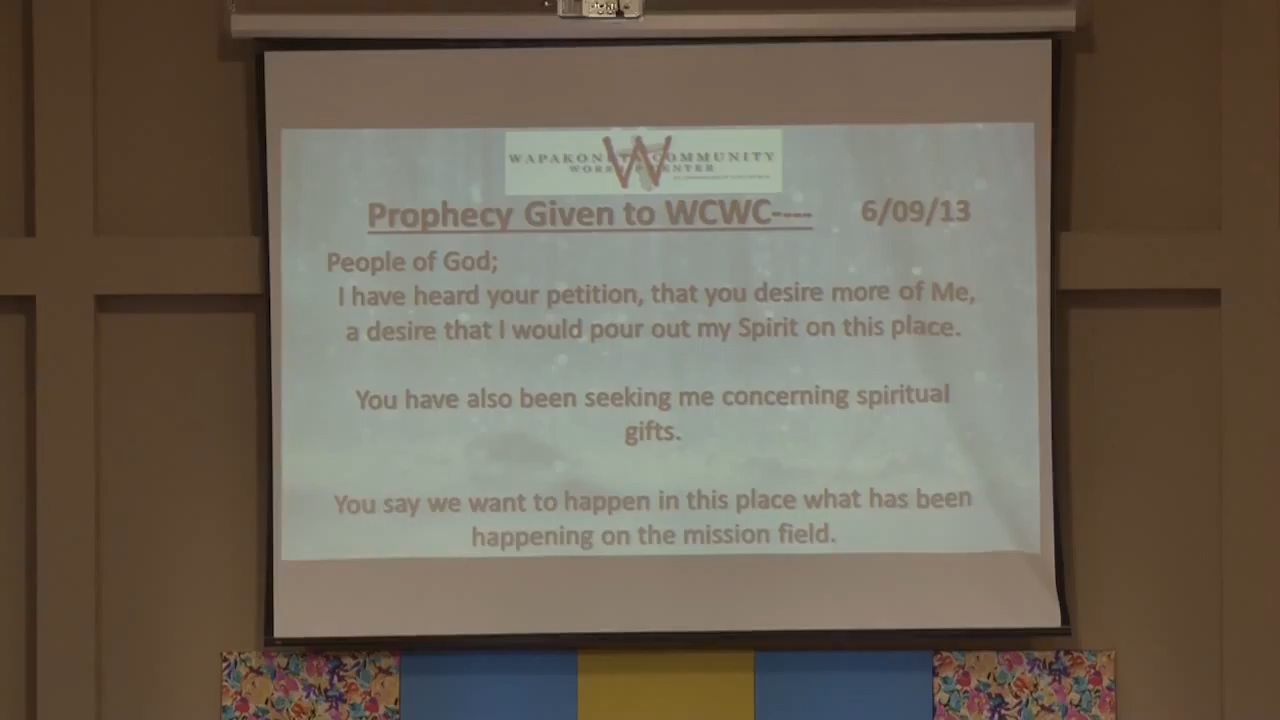 WAPAKONETA COMMUNITY
WORSHIP CENTER
Prophecy Given to WCWC---- 6/09/13
People of God;
I have heard your petition, that you desire more of Me,
a desire that I would pour out my Spirit on this place.
You have also been seeking me concerning spiritual
gifts.
You say we want to happen in this place what has been
happening on the mission field.